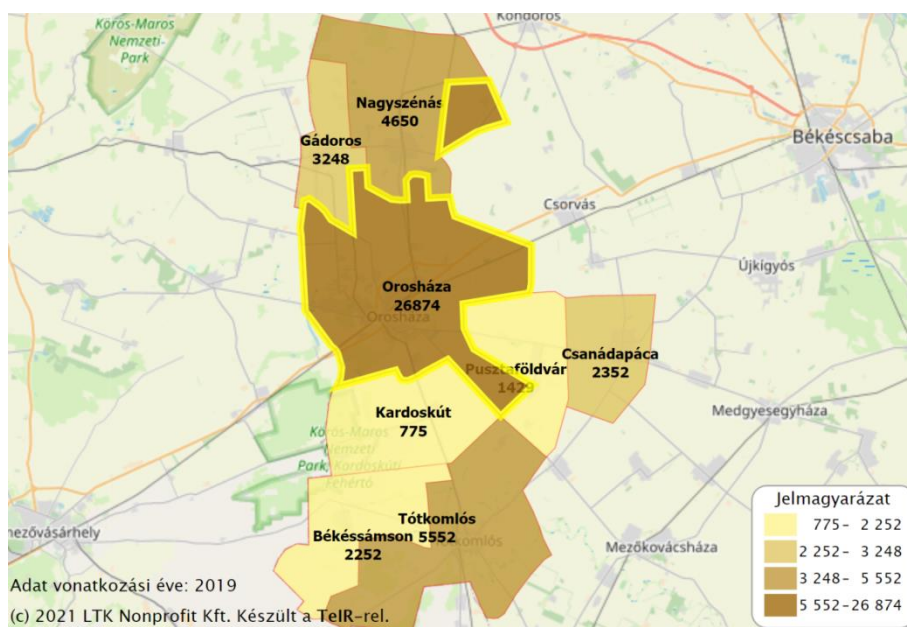 Kondoros
Körös-Maros
Nemzeti-
Park
Nagyszénás
4650
Gádoros
3248
Békéscsaba
Csorvás
Újkígyós
Orosháza
26874
Orosháza
Csanádapáca
2352
Pusztaföldvár
1429
Medgyesegyháza
Kardoskút
775
Körös-Maros
Nemzeti
Park, Kardoskúti
Fehértó
Tótkomlós
5552
Békéssámson
2252
mezővásárhely
Mezőkovácsháza
Jelmagyarázat
775- 2 252
2 252- 3 248
3 248- 5 552
5 552-26 874
Adat vonatkozási éve: 2019
(c) 2021 LTK Nonprofit Kft. Készült a TeIR-rel.